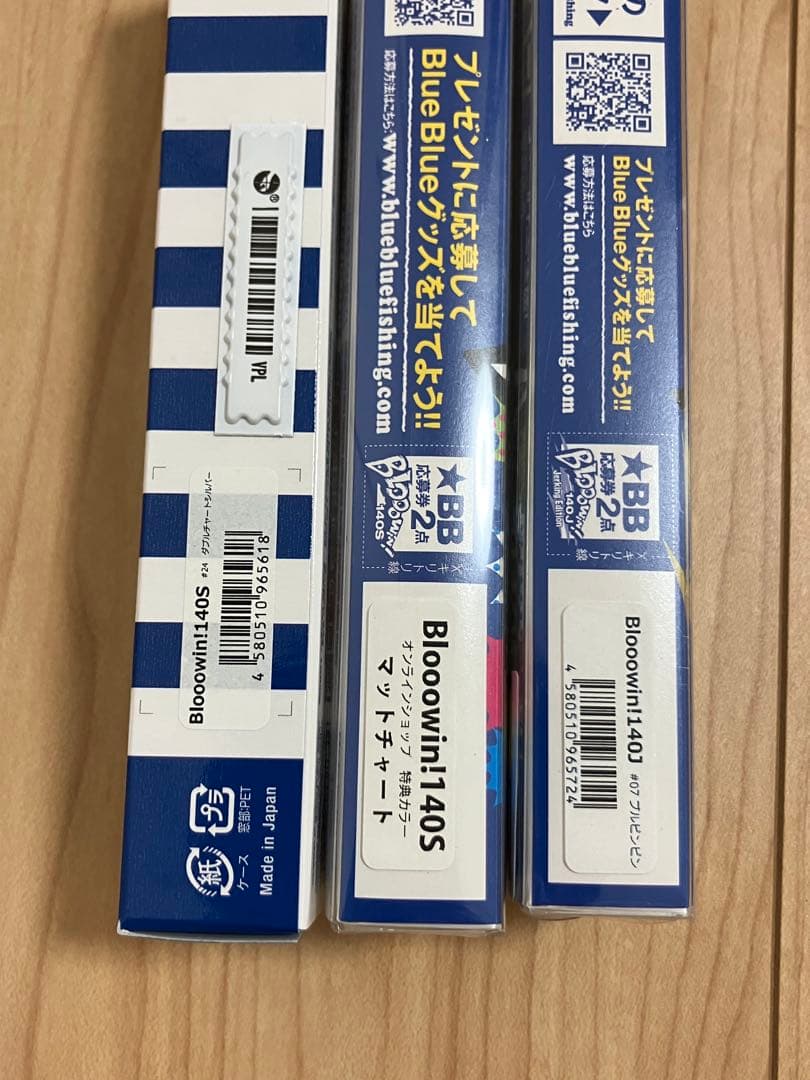 VPL
Blooowin!140S #24 ダブルチャートシルバー
4 580510 965618
プラ
窓部:PET
紙
ケース
Made in Japan
プレゼントに応募して
BlueBlueグッズを当てよう!!
応募方法はこちら:www.bluebluefishing.com
★BB
応募券2点
Blooowin!
140S
キリトリ線
Blooowin!140S
オンラインショップ 特典カラー
マットチャート
の
hing
プレゼントに応募して
BlueBlueグッズを当てよう!!
応募方法はこちら
www.bluebluefishing.com
★BB
応募券2点
Blooowin!
140J
Jerking Edition
キリトリ線
Blooowin!140J #07 ブルピンピン
4 580510 965724